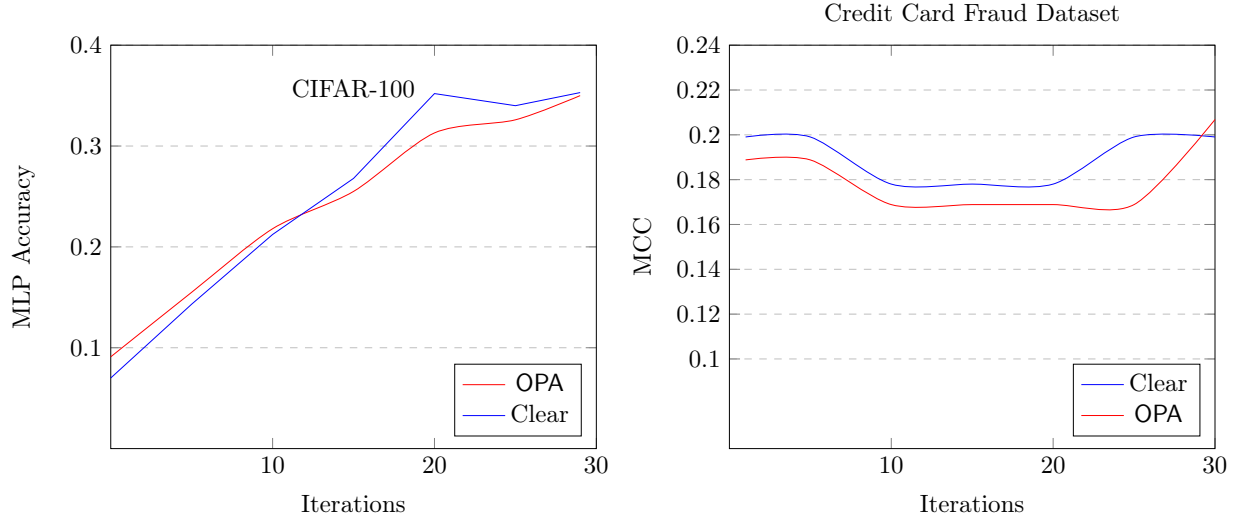 0.4
0.3
0.2
0.1
10
20
30
MLP Accuracy
Iterations
CIFAR-100
OPA
Clear
Credit Card Fraud Dataset
0.24
0.22
0.2
0.18
0.16
0.14
0.12
0.1
10
20
30
MCC
Iterations
Clear
OPA